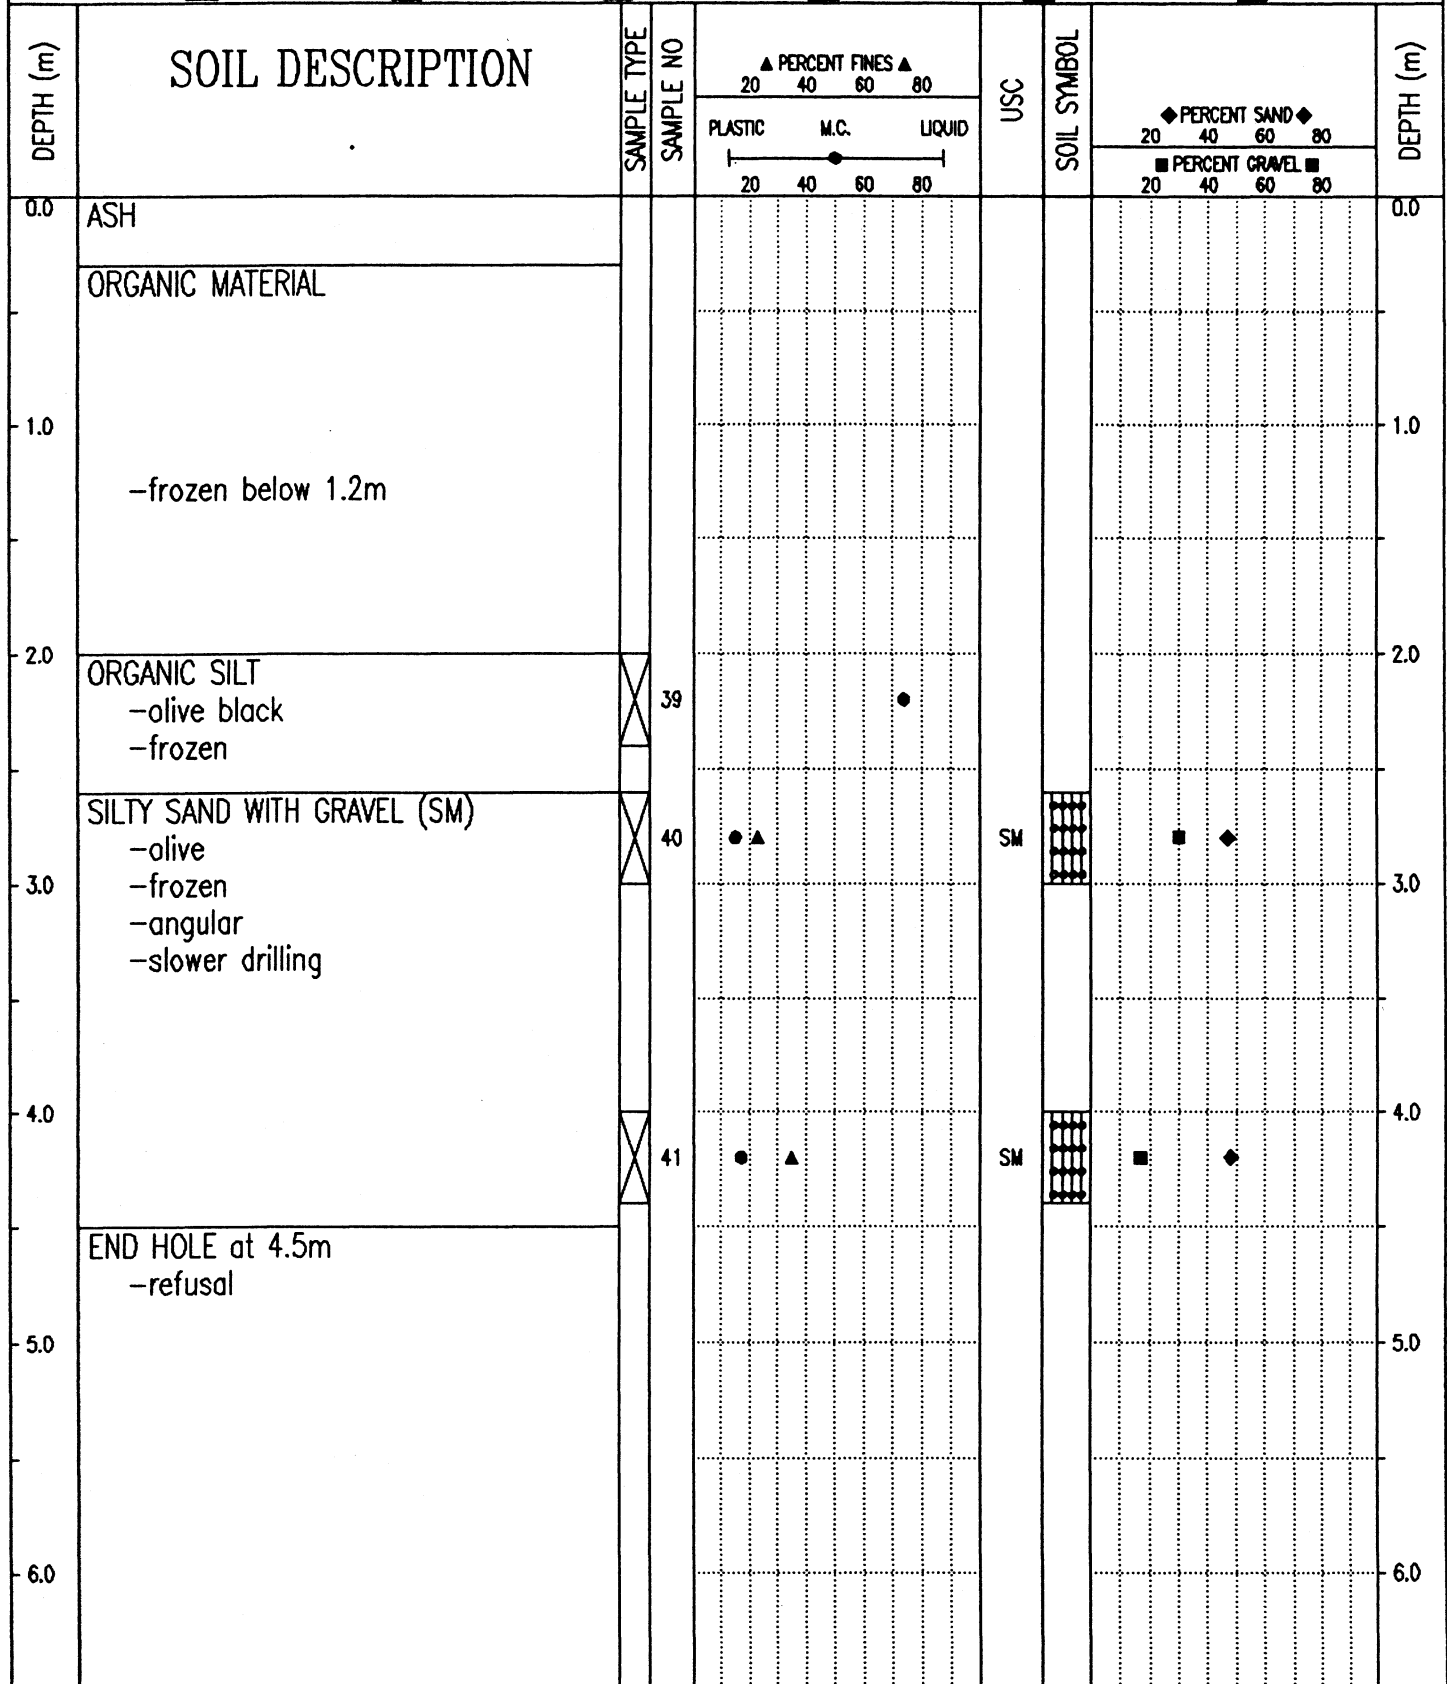 DEPTH (m)
SOIL DESCRIPTION
SAMPLE TYPE
SAMPLE NO
▲ PERCENT FINES ▲
20 40 60 80
PLASTIC M.C. LIQUID
20 40 60 80
USC
SOIL SYMBOL
◆ PERCENT SAND ◆
20 40 60 80
■ PERCENT GRAVEL ■
20 40 60 80
DEPTH (m)
0.0 ASH 0.0
ORGANIC MATERIAL
1.0 1.0
-frozen below 1.2m
2.0 2.0
ORGANIC SILT
-olive black 39
-frozen
SILTY SAND WITH GRAVEL (SM)
-olive 40 SM
-frozen
3.0 3.0
-angular
-slower drilling
4.0 4.0
41 SM
END HOLE at 4.5m
-refusal
5.0 5.0
6.0 6.0